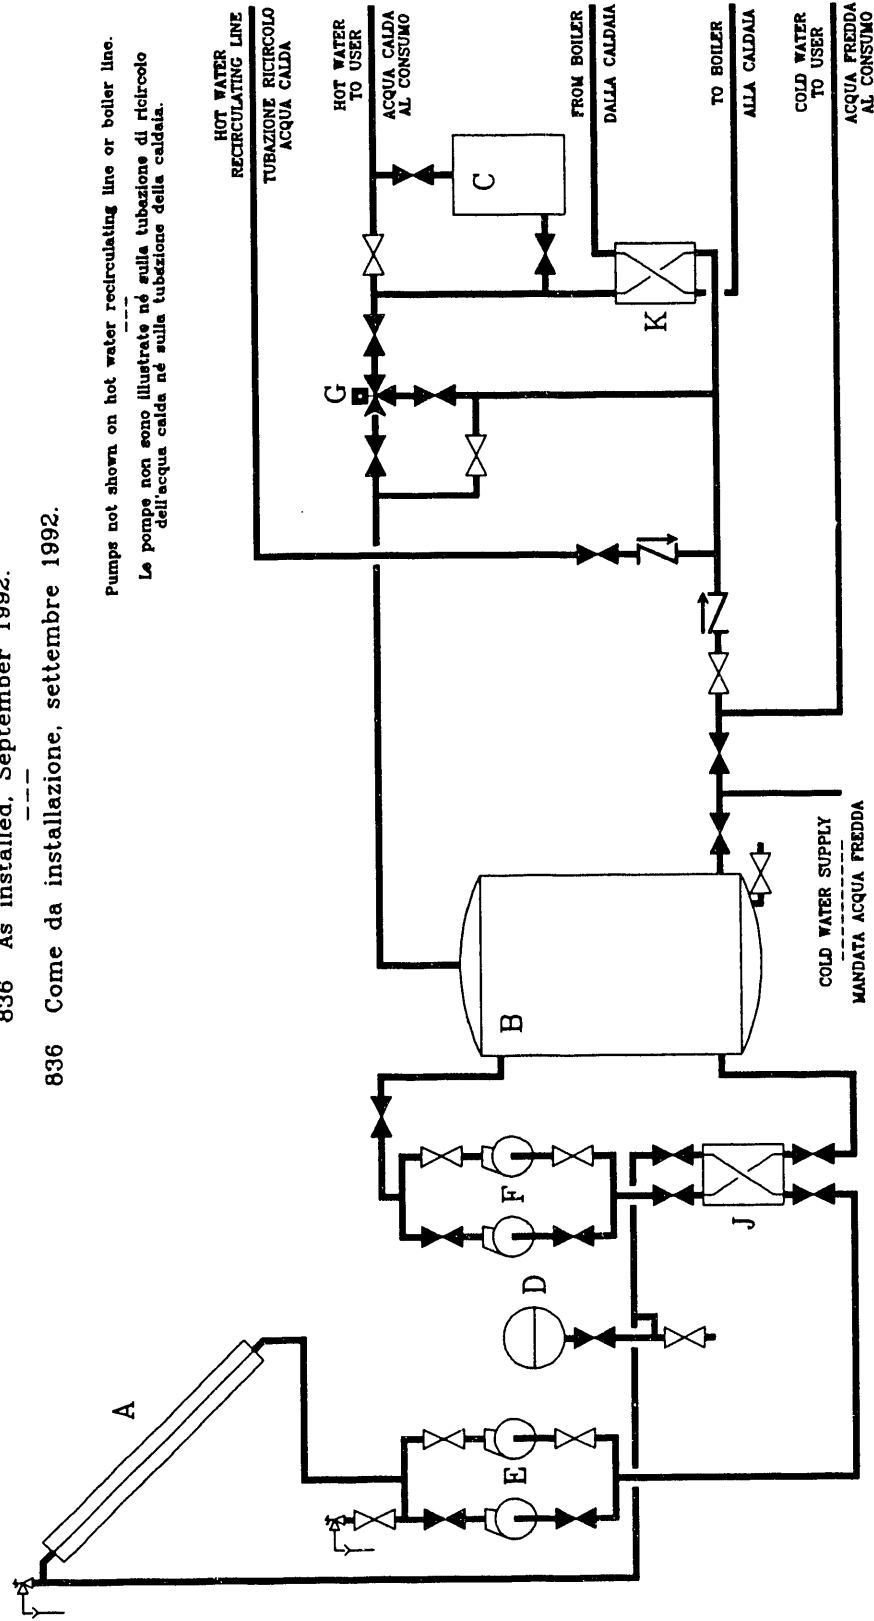 836 As installed, September 1992.
---
836 Come da installazione, settembre 1992.
Pumps not shown on hot water recirculating line or boiler line.
---
Le pompe non sono illustrate né sulla tubazione di ricircolo
dell'acqua calda né sulla tubazione della caldaia.
HOT WATER
RECIRCULATING LINE
TUBAZIONE RICIRCOLO
ACQUA CALDA
HOT WATER
TO USER
ACQUA CALDA
AL CONSUMO
FROM BOILER
DALLA CALDAIA
TO BOILER
ALLA CALDAIA
COLD WATER
TO USER
ACQUA FREDDA
AL CONSUMO
COLD WATER SUPPLY
---------
MANDATA ACQUA FREDDA
A
B
C
D
E
F
G
J
K